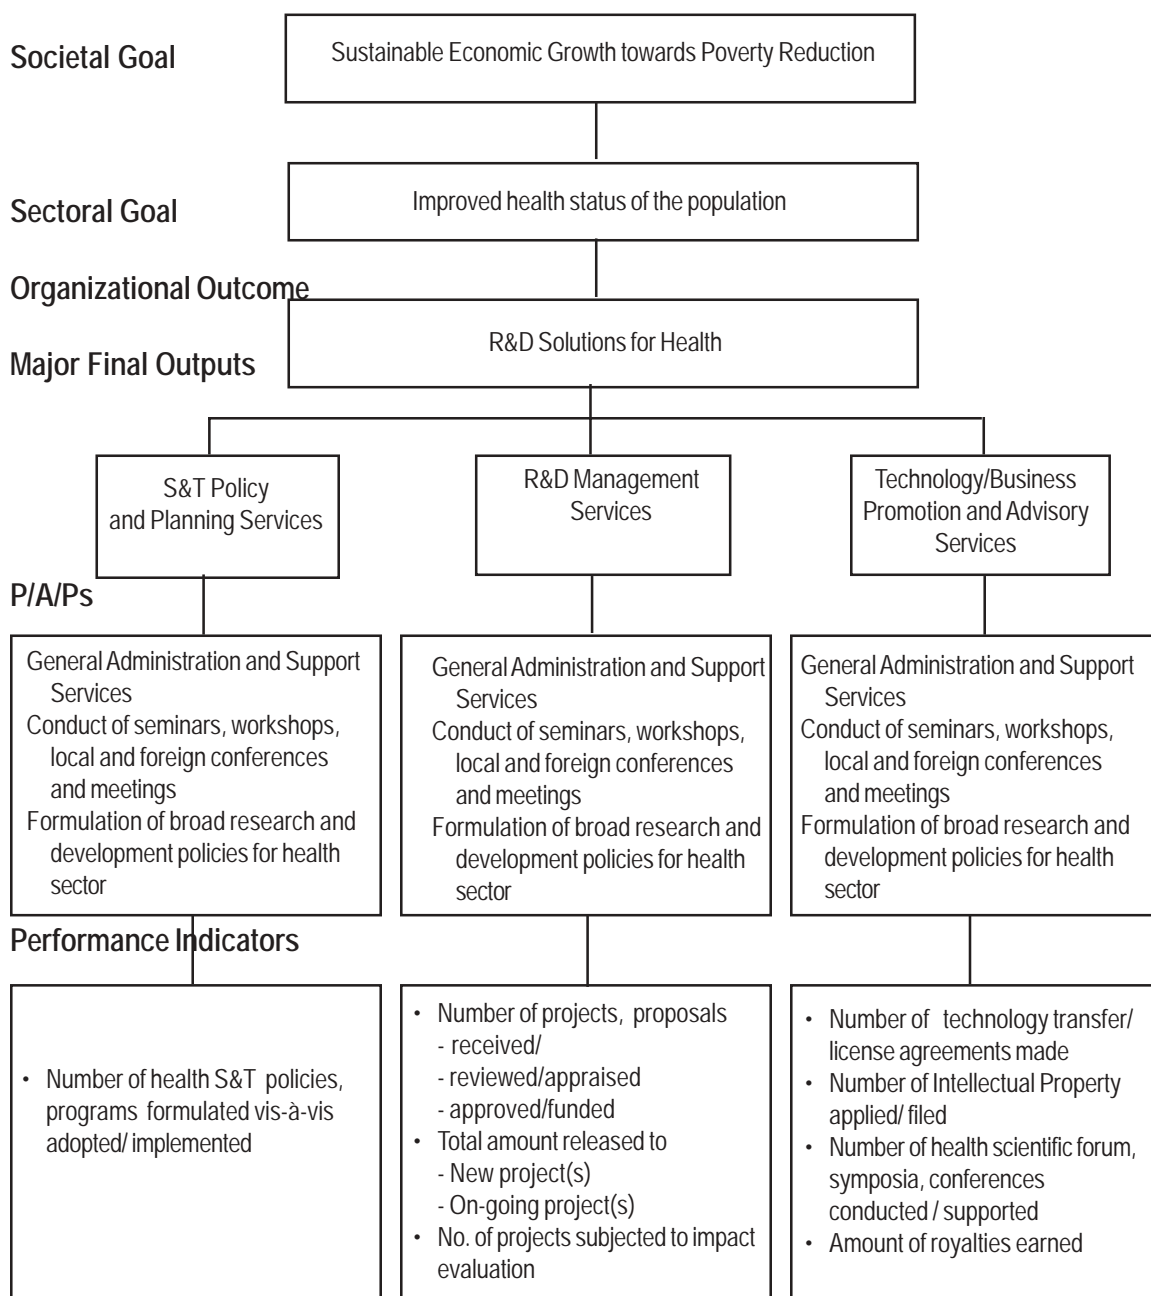 Societal Goal
Sustainable Economic Growth towards Poverty Reduction
Sectoral Goal
Improved health status of the population
Organizational Outcome
R&D Solutions for Health
Major Final Outputs
S&T Policy
and Planning Services
R&D Management
Services
Technology/Business
Promotion and Advisory
Services
P/A/Ps
General Administration and Support
Services
Conduct of seminars, workshops,
local and foreign conferences
and meetings
Formulation of broad research and
development policies for health
sector
General Administration and Support
Services
Conduct of seminars, workshops,
local and foreign conferences
and meetings
Formulation of broad research and
development policies for health
sector
General Administration and Support
Services
Conduct of seminars, workshops,
local and foreign conferences
and meetings
Formulation of broad research and
development policies for health
sector
Performance Indicators
• Number of health S&T policies,
programs formulated vis-à-vis
adopted/ implemented
• Number of projects, proposals
- received/
- reviewed/appraised
- approved/funded
• Total amount released to
- New project(s)
- On-going project(s)
• No. of projects subjected to impact
evaluation
• Number of technology transfer/
license agreements made
• Number of Intellectual Property
applied/ filed
• Number of health scientific forum,
symposia, conferences
conducted / supported
• Amount of royalties earned